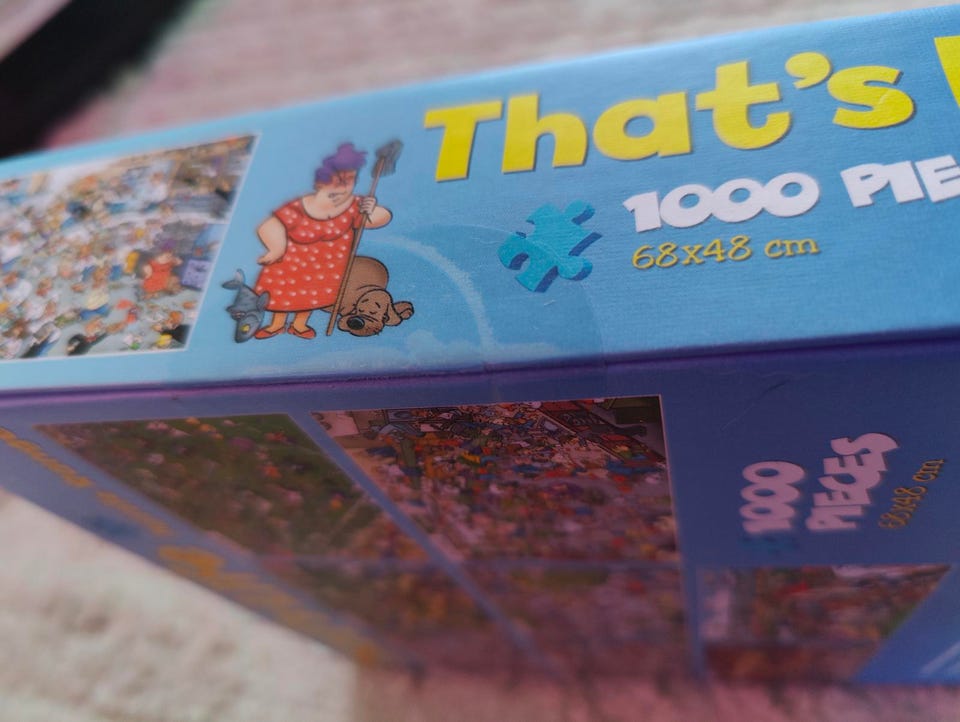 That's
1000 PIE
68x48 cm
1000
PIECES
68x48 cm